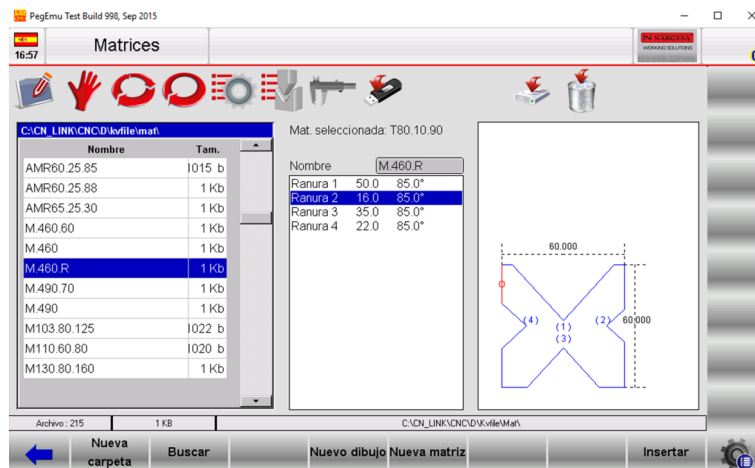 PegEmu Test Build 998, Sep 2015
16:57
Matrices
NARGESA
WORKING SOLUTIONS
C:\CN_LINK\CNC\D\kvfile\mat\
Nombre Tam.
AMR60.25.85 1015 b
AMR60.25.88 1 Kb
AMR65.25.30 1 Kb
M.460.60 1 Kb
M.460 1 Kb
M.460.R 1 Kb
M.490.70 1 Kb
M.490 1 Kb
M103.80.125 1022 b
M110.60.80 1020 b
M130.80.160 1 Kb
Mat. seleccionada: T80.10.90
Nombre M.460.R
Ranura 1 50.0 85.0°
Ranura 2 16.0 85.0°
Ranura 3 35.0 85.0°
Ranura 4 22.0 85.0°
60.000
(4) (1) (2) 60.000
(3)
Archivo : 215 1 KB C:\CN_LINK\CNC\D\Kvfile\Mat\
Nueva carpeta
Buscar
Nuevo dibujo
Nueva matriz
Insertar